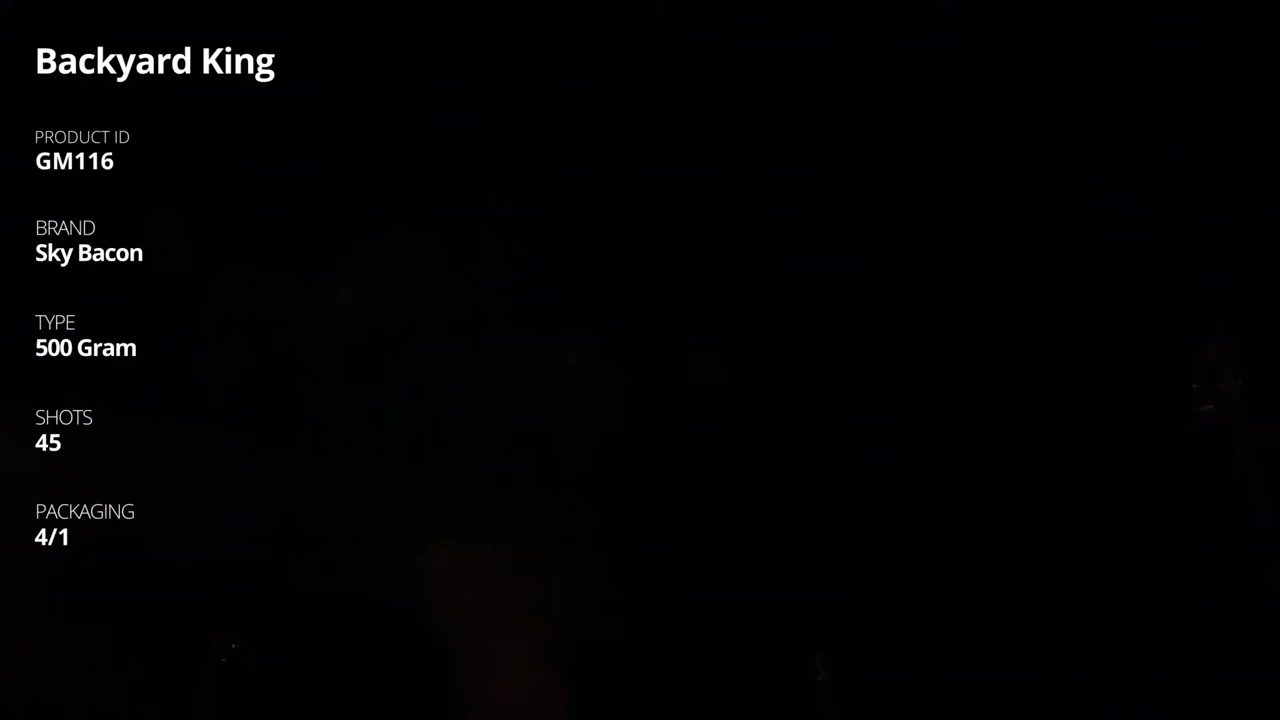 Backyard King
PRODUCT ID
GM116
BRAND
Sky Bacon
TYPE
500 Gram
SHOTS
45
PACKAGING
4/1